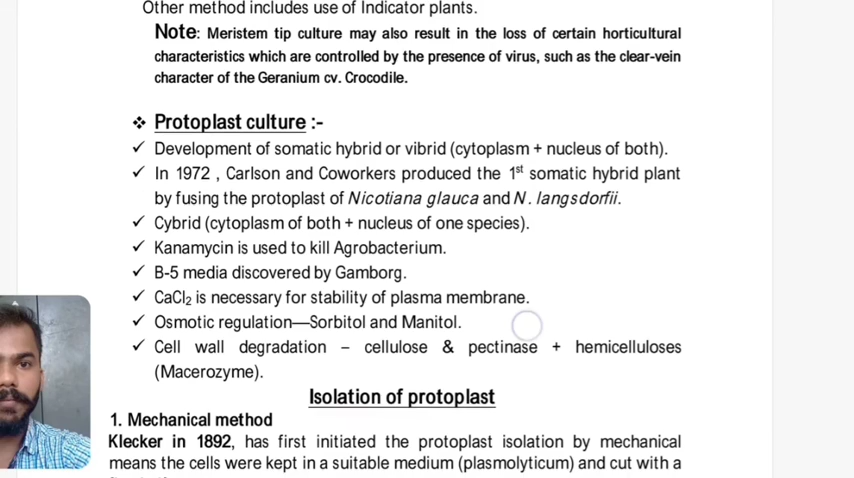 Other method includes use of Indicator plants.
Note: Meristem tip culture may also result in the loss of certain horticultural
characteristics which are controlled by the presence of virus, such as the clear-vein
character of the Geranium cv. Crocodile.
❖ Protoplast culture :-
✓ Development of somatic hybrid or vibrid (cytoplasm + nucleus of both).
✓ In 1972 , Carlson and Coworkers produced the 1st somatic hybrid plant
by fusing the protoplast of Nicotiana glauca and N. langsdorfii.
✓ Cybrid (cytoplasm of both + nucleus of one species).
✓ Kanamycin is used to kill Agrobacterium.
✓ B-5 media discovered by Gamborg.
✓ CaCl2 is necessary for stability of plasma membrane.
✓ Osmotic regulation—Sorbitol and Manitol.
✓ Cell wall degradation – cellulose & pectinase + hemicelluloses
(Macerozyme).
Isolation of protoplast
1. Mechanical method
Klecker in 1892, has first initiated the protoplast isolation by mechanical
means the cells were kept in a suitable medium (plasmolyticum) and cut with a